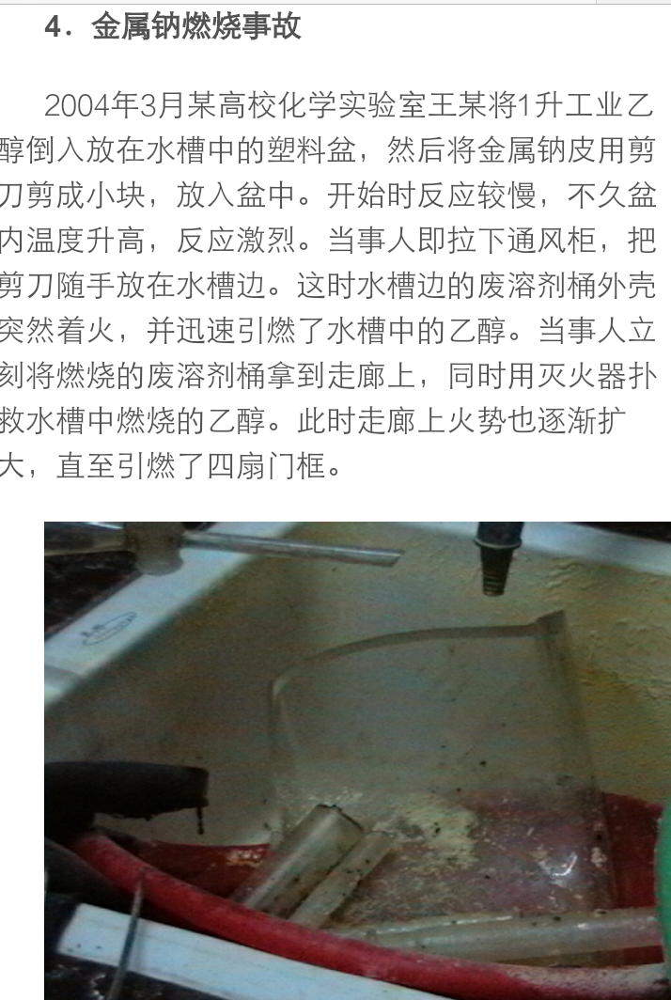 4．金属钠燃烧事故
2004年3月某高校化学实验室王某将1升工业乙
醇倒入放在水槽中的塑料盆，然后将金属钠皮用剪
刀剪成小块，放入盆中。开始时反应较慢，不久盆
内温度升高，反应激烈。当事人即拉下通风柜，把
剪刀随手放在水槽边。这时水槽边的废溶剂桶外壳
突然着火，并迅速引燃了水槽中的乙醇。当事人立
刻将燃烧的废溶剂桶拿到走廊上，同时用灭火器扑
救水槽中燃烧的乙醇。此时走廊上火势也逐渐扩
大，直至引燃了四扇门框。